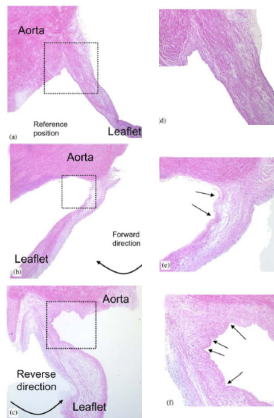 Aorta
(a)
Reference
position
Leaflet
(d)
Aorta
(b)
Leaflet
Forward
direction
(e)
Aorta
(c)
Reverse
direction
Leaflet
(f)